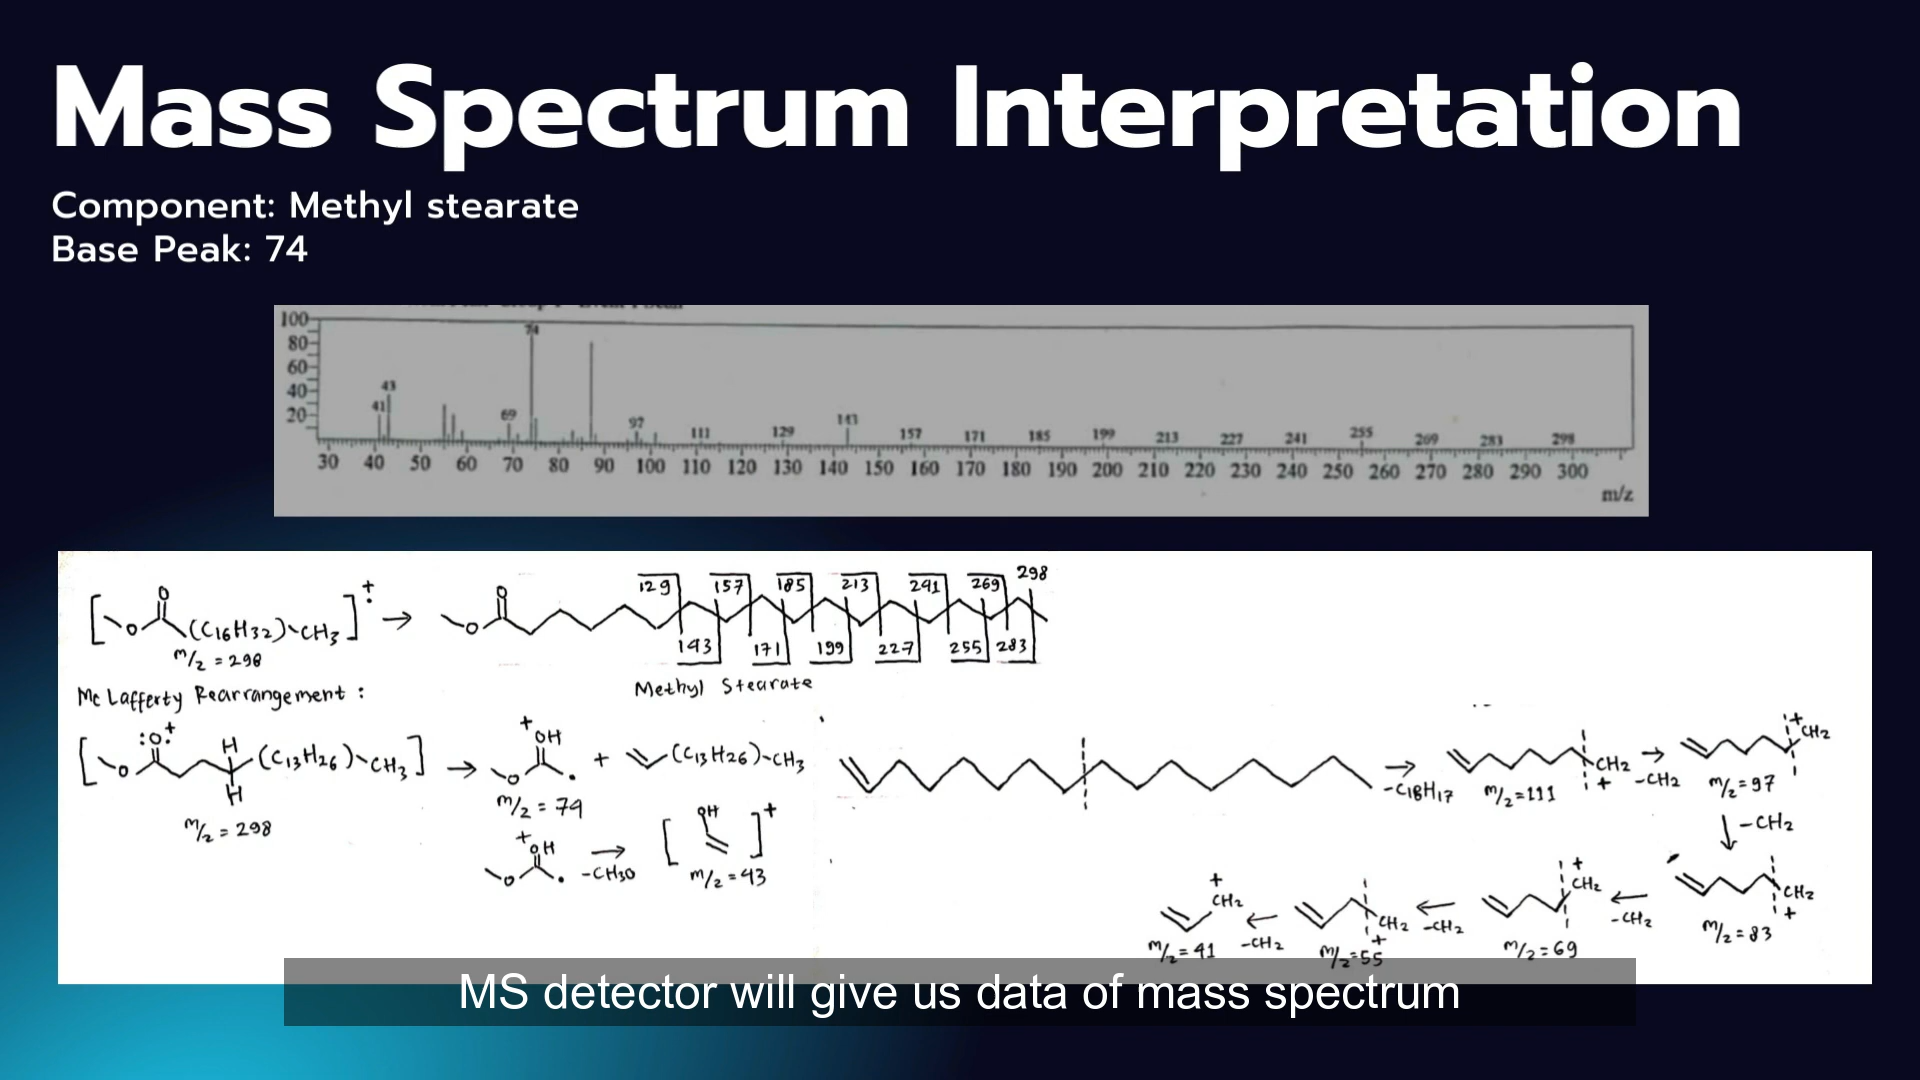 Mass Spectrum Interpretation
Component: Methyl stearate
Base Peak: 74
100
80
60
40
20
74
43
41
69
97
111
129
143
157
171
185
199
213
227
241
255
269
283
298
30 40 50 60 70 80 90 100 110 120 130 140 150 160 170 180 190 200 210 220 230 240 250 260 270 280 290 300
m/z
129 157 185 213 241 269 298
[ O O (C16H32) CH3 ]+• → O O
m/z = 298
143 171 199 227 255 283
Mc Lafferty Rearrangement :
Methyl Stearate
[ O :O•+ H H (C13H26) CH3 ] → O +OH • + (C13H26) CH3
m/z = 298
m/z = 74
O +OH • → -CH3O [ OH ]+
m/z = 43
→ -C18H17 CH2 + → -CH2 + CH2
m/z = 111
m/z = 97
↓ -CH2
+ CH2 ← -CH2 CH2 + ← -CH2 + CH2 ← -CH2 CH2 +
m/z = 41
m/z = 55
m/z = 69
m/z = 83
MS detector will give us data of mass spectrum